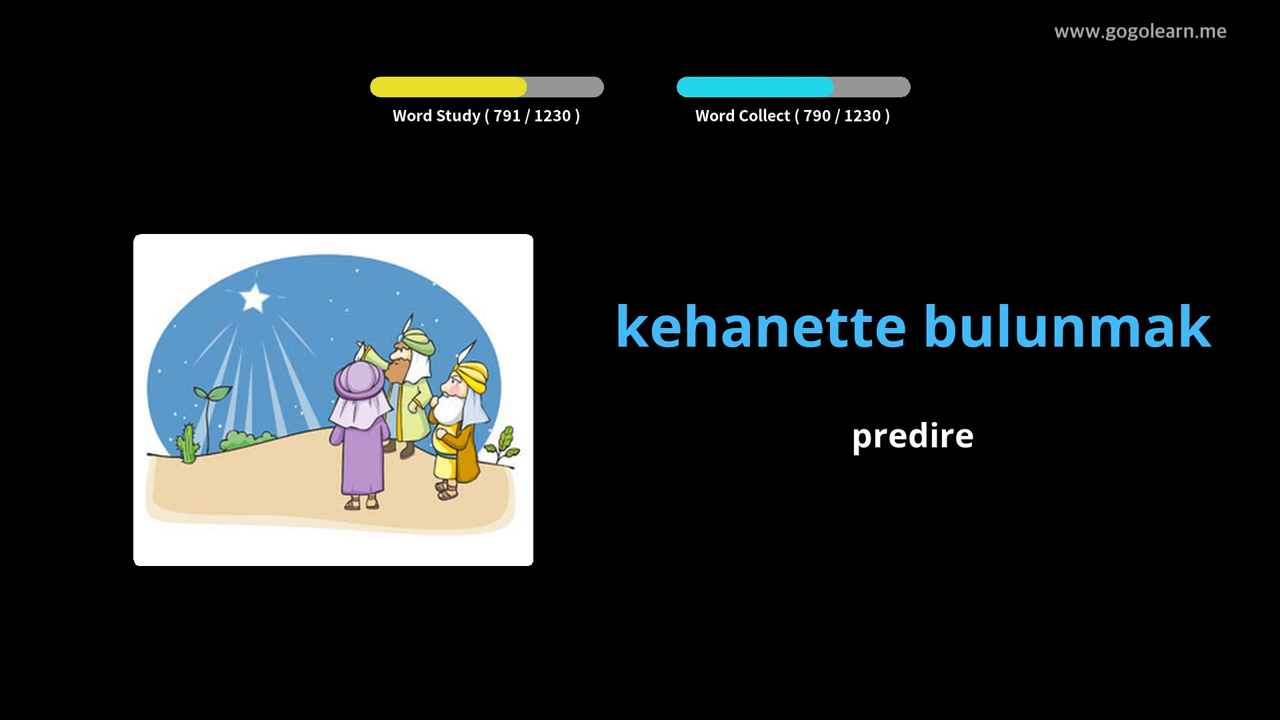 www.gogolearn.me
Word Study ( 791 / 1230 )
Word Collect ( 790 / 1230 )
kehanette bulunmak
predire